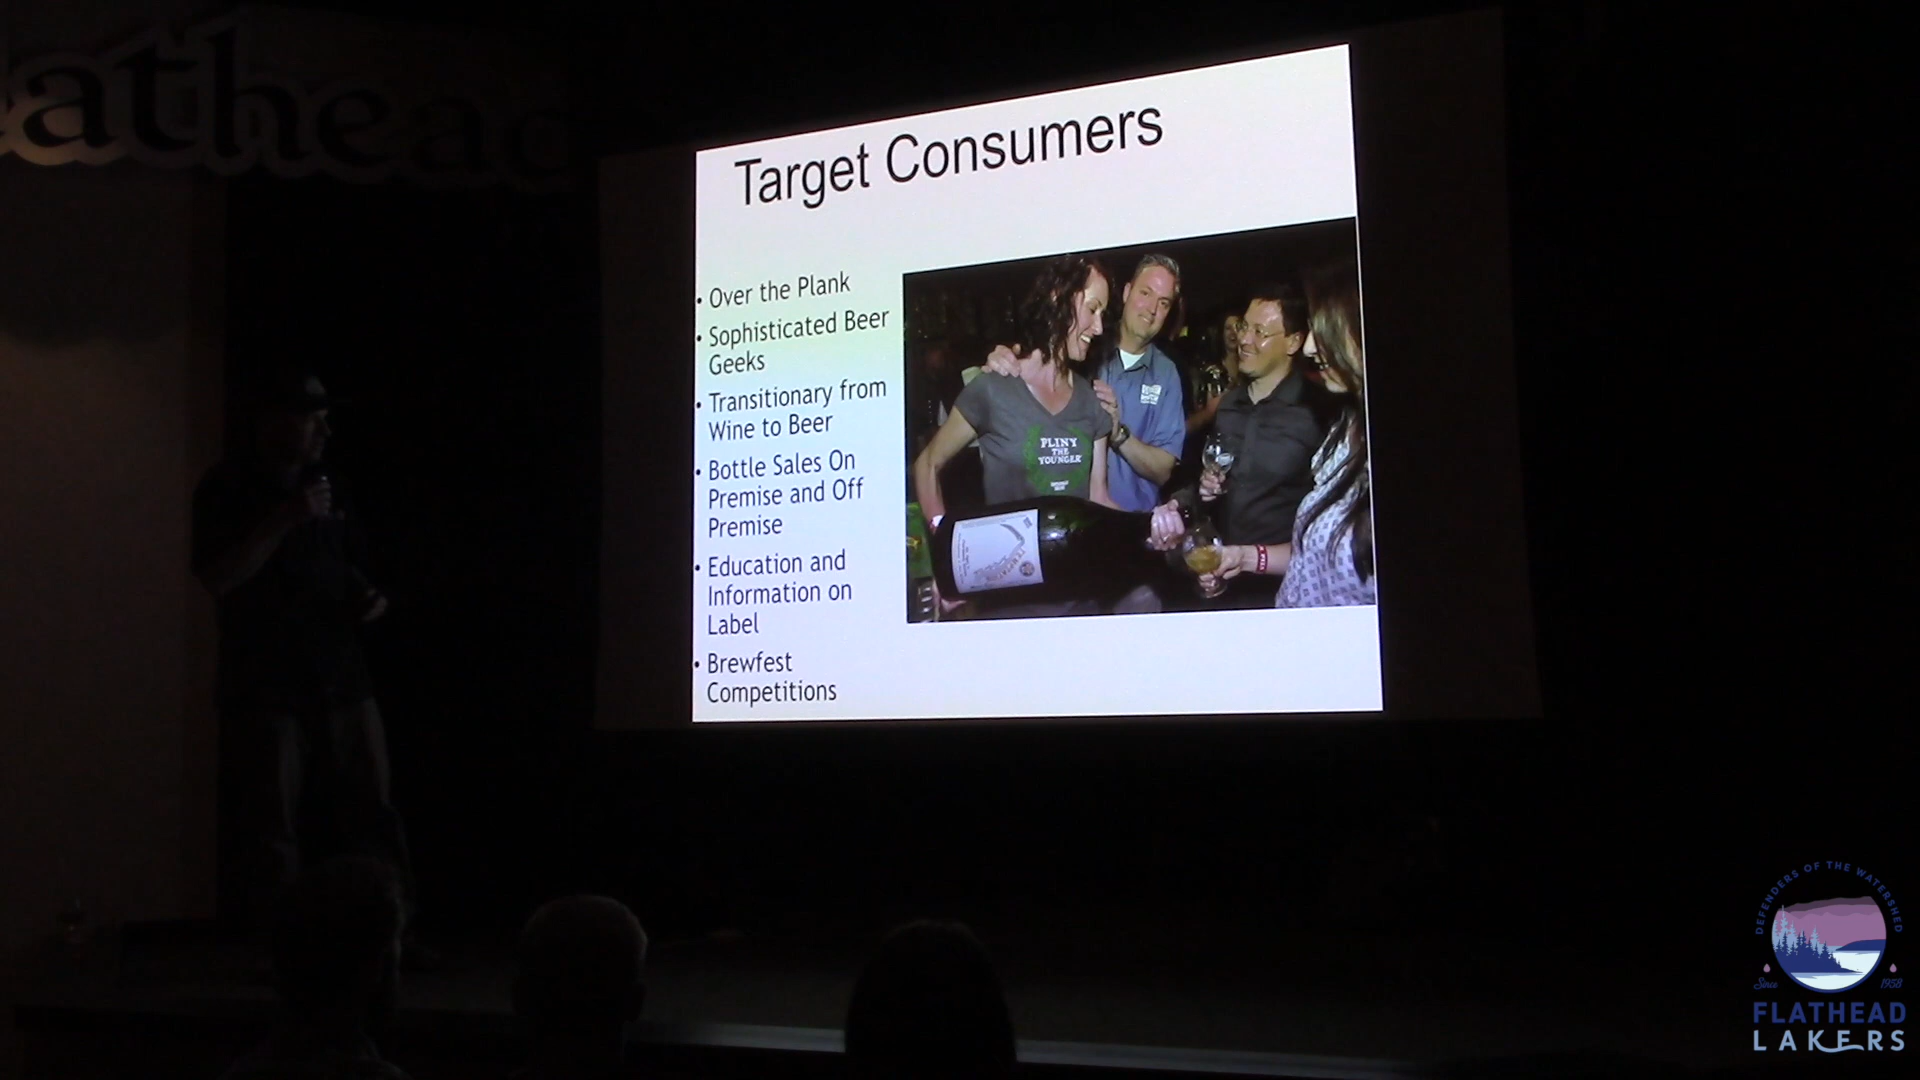 athead
Target Consumers
• Over the Plank
• Sophisticated Beer
Geeks
• Transitionary from
Wine to Beer
• Bottle Sales On
Premise and Off
Premise
• Education and
Information on
Label
• Brewfest
Competitions
PLINY
THE
YOUNGER
DEFENDERS OF THE WATERSHED
Since 1958
FLATHEAD
LAKERS